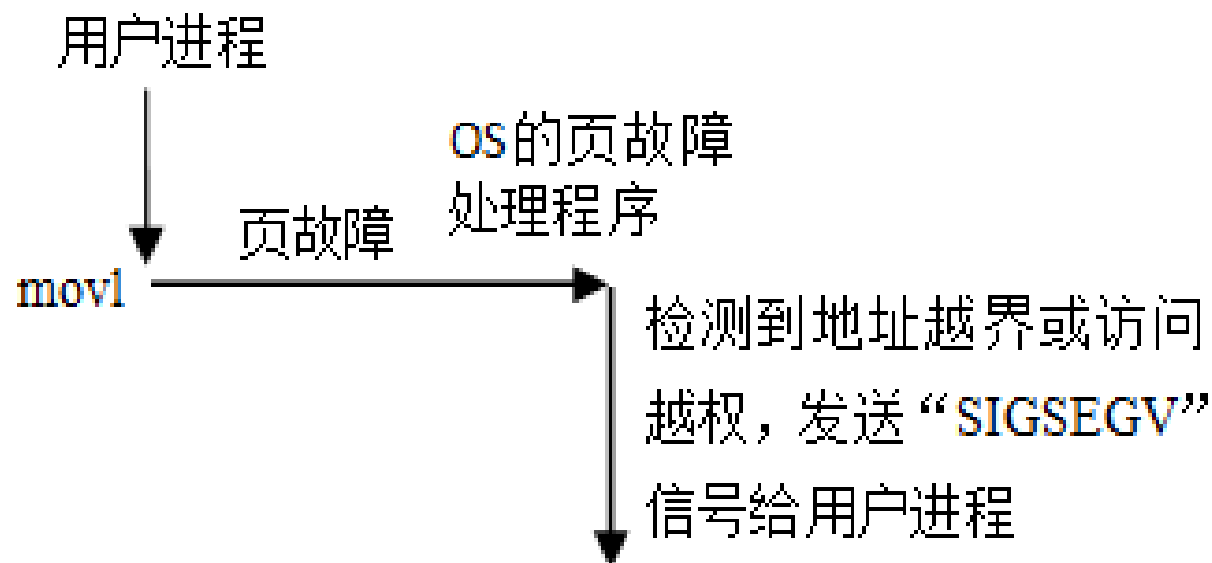 用户进程
OS的页故障
处理程序
页故障
movl
检测到地址越界或访问
越权，发送“SIGSEGV”
信号给用户进程